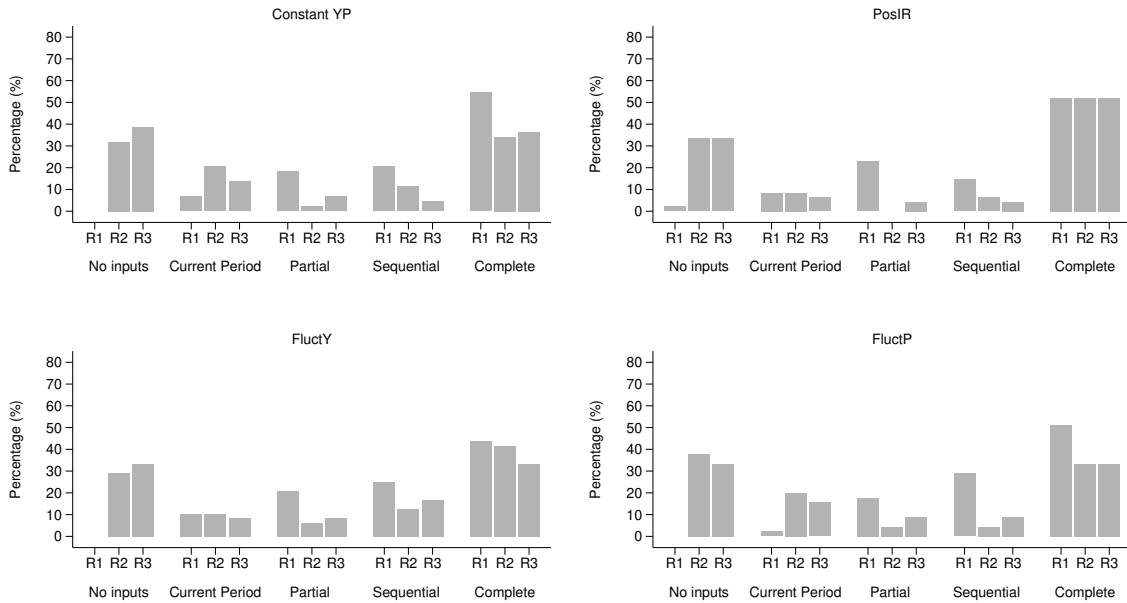 Constant YP
Percentage (%)
80
70
60
50
40
30
20
10
0
R1 R2 R3 R1 R2 R3 R1 R2 R3 R1 R2 R3 R1 R2 R3
No inputs Current Period Partial Sequential Complete
PosIR
Percentage (%)
80
70
60
50
40
30
20
10
0
R1 R2 R3 R1 R2 R3 R1 R2 R3 R1 R2 R3 R1 R2 R3
No inputs Current Period Partial Sequential Complete
FluctY
Percentage (%)
80
70
60
50
40
30
20
10
0
R1 R2 R3 R1 R2 R3 R1 R2 R3 R1 R2 R3 R1 R2 R3
No inputs Current Period Partial Sequential Complete
FluctP
Percentage (%)
80
70
60
50
40
30
20
10
0
R1 R2 R3 R1 R2 R3 R1 R2 R3 R1 R2 R3 R1 R2 R3
No inputs Current Period Partial Sequential Complete